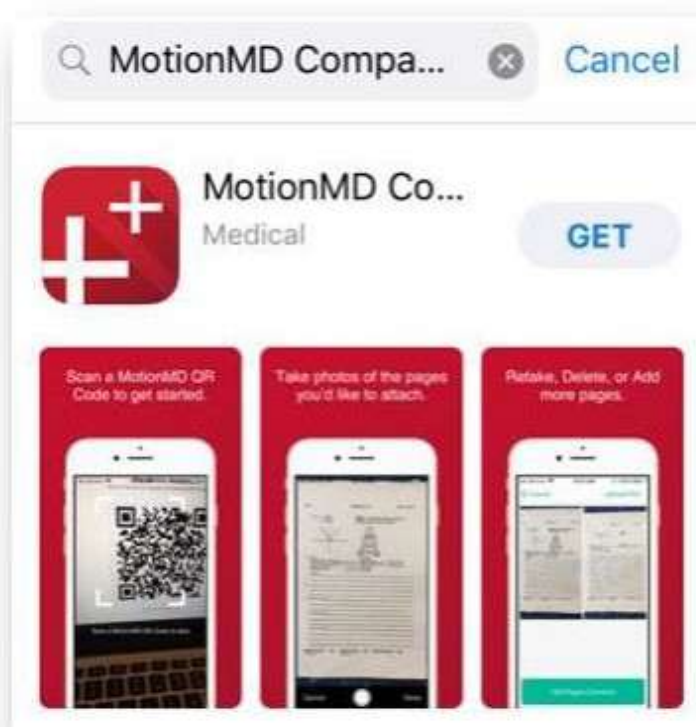 MotionMD Compa...
Cancel
MotionMD Co...
Medical
GET
Scan a MotionMD QR
Code to get started.
Take photos of the pages
you'd like to attach.
Retake, Delete, or Add
more pages.